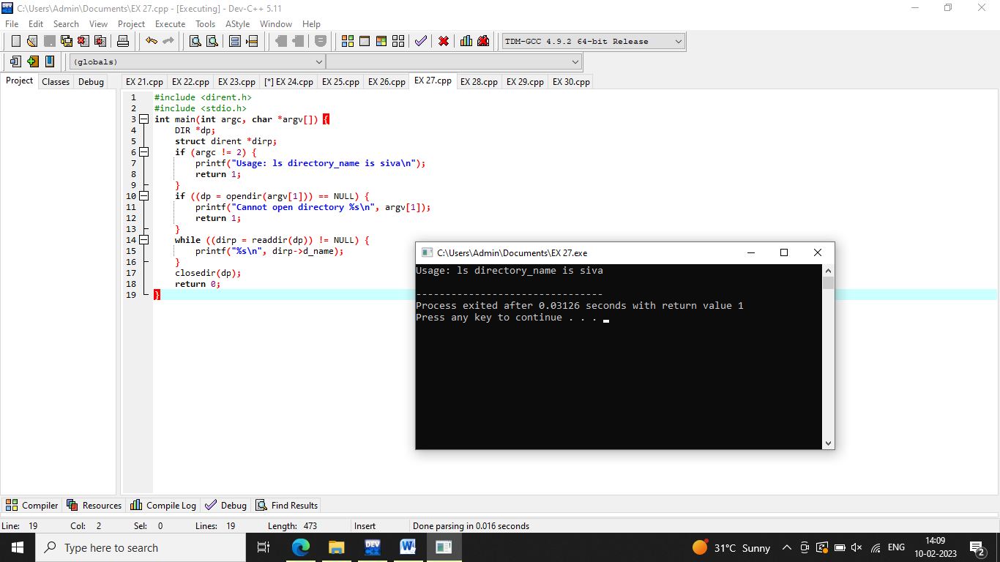 C:\Users\Admin\Documents\EX 27.cpp - [Executing] - Dev-C++ 5.11
File Edit Search View Project Execute Tools AStyle Window Help
TDM-GCC 4.9.2 64-bit Release
(globals)
Project Classes Debug EX 21.cpp EX 22.cpp EX 23.cpp [*] EX 24.cpp EX 25.cpp EX 26.cpp EX 27.cpp EX 28.cpp EX 29.cpp EX 30.cpp
1 #include <dirent.h>
2 #include <stdio.h>
3 int main(int argc, char *argv[]) {
4 DIR *dp;
5 struct dirent *dirp;
6 if (argc != 2) {
7 printf("Usage: ls directory_name is siva\n");
8 return 1;
9 }
10 if ((dp = opendir(argv[1])) == NULL) {
11 printf("Cannot open directory %s\n", argv[1]);
12 return 1;
13 }
14 while ((dirp = readdir(dp)) != NULL) {
15 printf("%s\n", dirp->d_name);
16 }
17 closedir(dp);
18 return 0;
19 }
C:\Users\Admin\Documents\EX 27.exe
Usage: ls directory_name is siva
--------------------------------
Process exited after 0.03126 seconds with return value 1
Press any key to continue . . .
Compiler Resources Compile Log Debug Find Results
Line: 19 Col: 2 Sel: 0 Lines: 19 Length: 473 Insert Done parsing in 0.016 seconds
Type here to search
DEV
31°C Sunny
ENG
14:09
10-02-2023
2